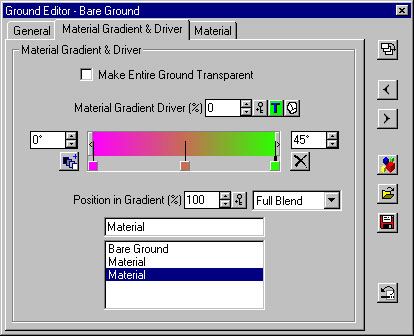 Ground Editor - Bare Ground
General
Material Gradient & Driver
Material
Material Gradient & Driver
Make Entire Ground Transparent
Material Gradient Driver (%) 0 T
0° 45°
Position in Gradient (%) 100 Full Blend
Material
Bare Ground
Material
Material